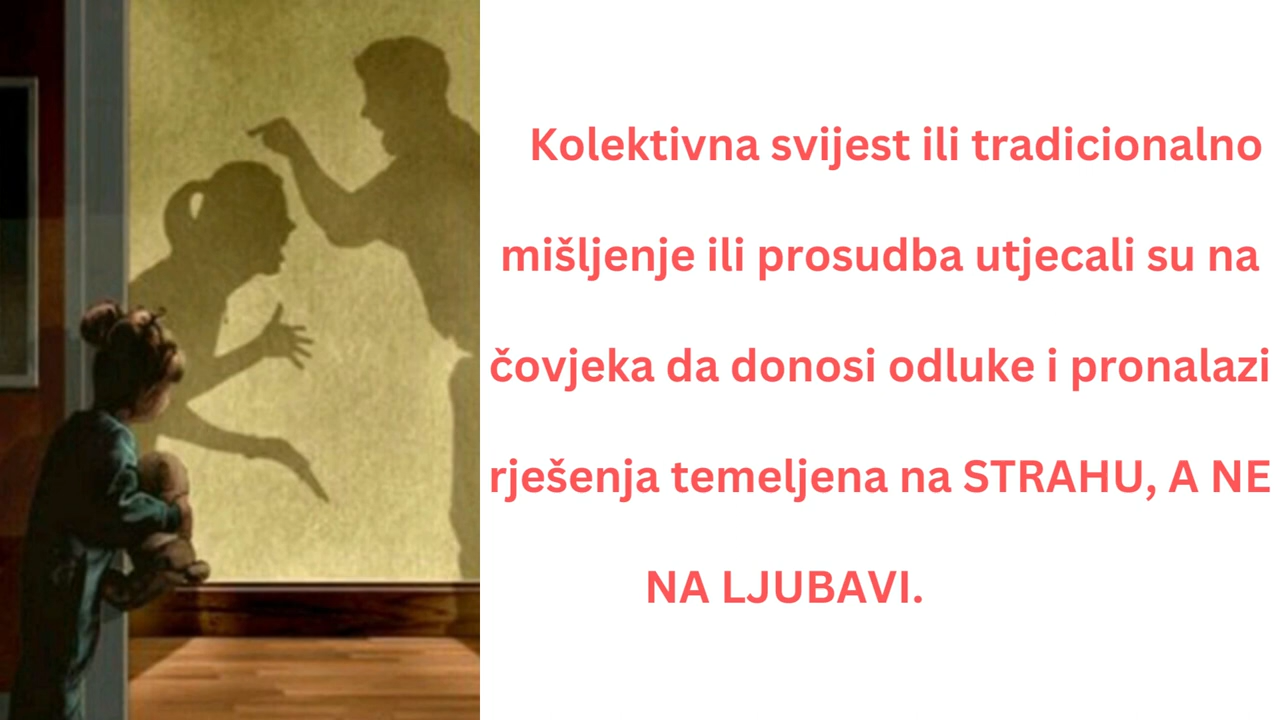 Kolektivna svijest ili tradicionalno
mišljenje ili prosudba utjecali su na
čovjeka da donosi odluke i pronalazi
rješenja temeljena na STRAHU, A NE
NA LJUBAVI.